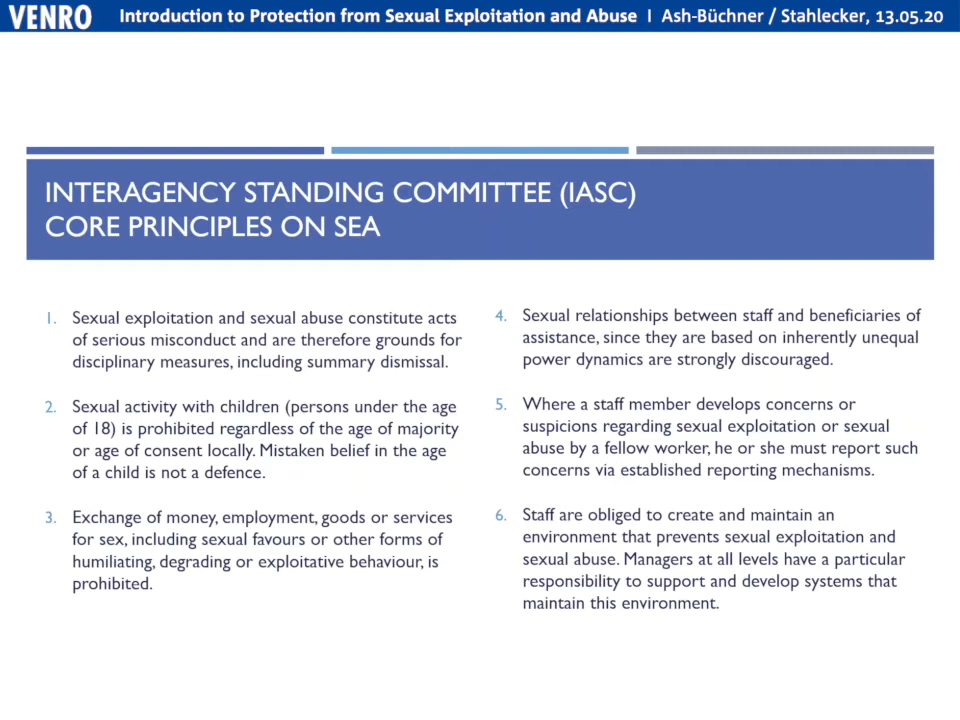 VENRO Introduction to Protection from Sexual Exploitation and Abuse | Ash-Büchner / Stahlecker, 13.05.20
INTERAGENCY STANDING COMMITTEE (IASC)
CORE PRINCIPLES ON SEA
1. Sexual exploitation and sexual abuse constitute acts
of serious misconduct and are therefore grounds for
disciplinary measures, including summary dismissal.
2. Sexual activity with children (persons under the age
of 18) is prohibited regardless of the age of majority
or age of consent locally. Mistaken belief in the age
of a child is not a defence.
3. Exchange of money, employment, goods or services
for sex, including sexual favours or other forms of
humiliating, degrading or exploitative behaviour, is
prohibited.
4. Sexual relationships between staff and beneficiaries of
assistance, since they are based on inherently unequal
power dynamics are strongly discouraged.
5. Where a staff member develops concerns or
suspicions regarding sexual exploitation or sexual
abuse by a fellow worker, he or she must report such
concerns via established reporting mechanisms.
6. Staff are obliged to create and maintain an
environment that prevents sexual exploitation and
sexual abuse. Managers at all levels have a particular
responsibility to support and develop systems that
maintain this environment.